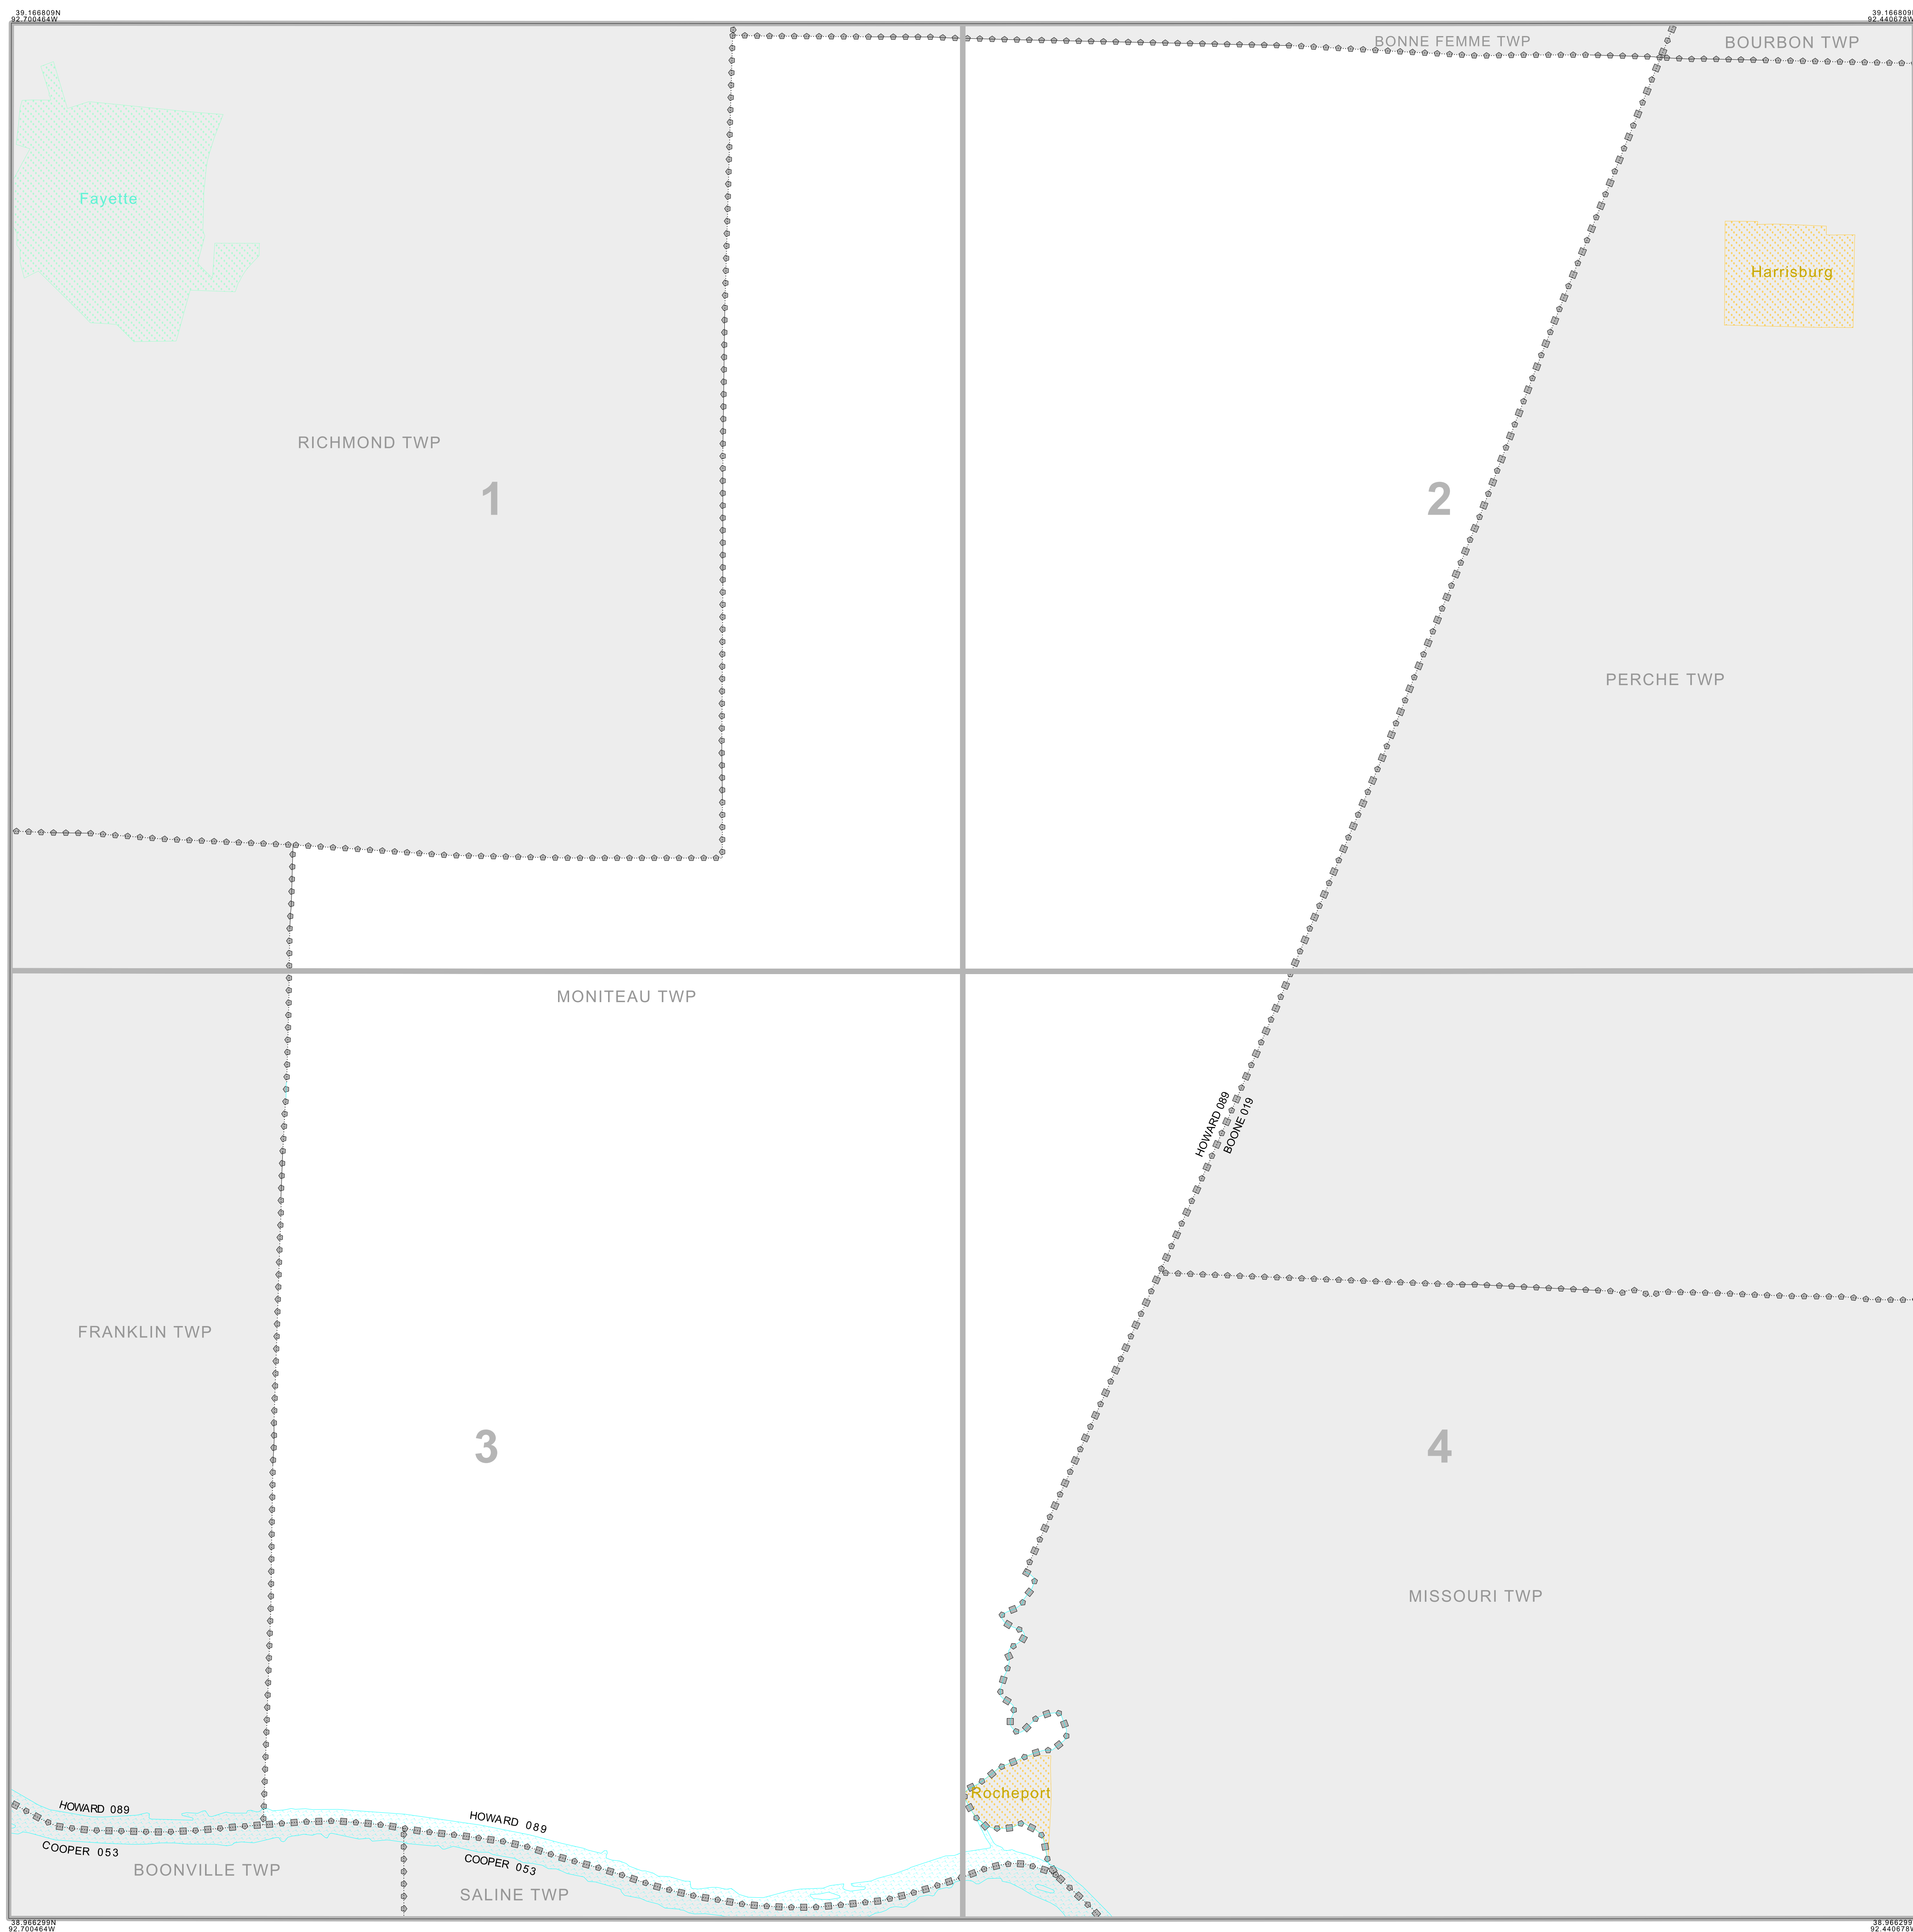 39.166809N
92.700464W
39.166809N
92.440678W
BONNE FEMME TWP
BOURBON TWP
Fayette
Harrisburg
RICHMOND TWP
1
2
PERCHE TWP
MONITEAU TWP
HOWARD 089
BOONE 019
FRANKLIN TWP
3
4
MISSOURI TWP
Rocheport
HOWARD 089
COOPER 053
HOWARD 089
COOPER 053
BOONVILLE TWP
SALINE TWP
38.966299N
92.700464W
38.966299N
92.440678W